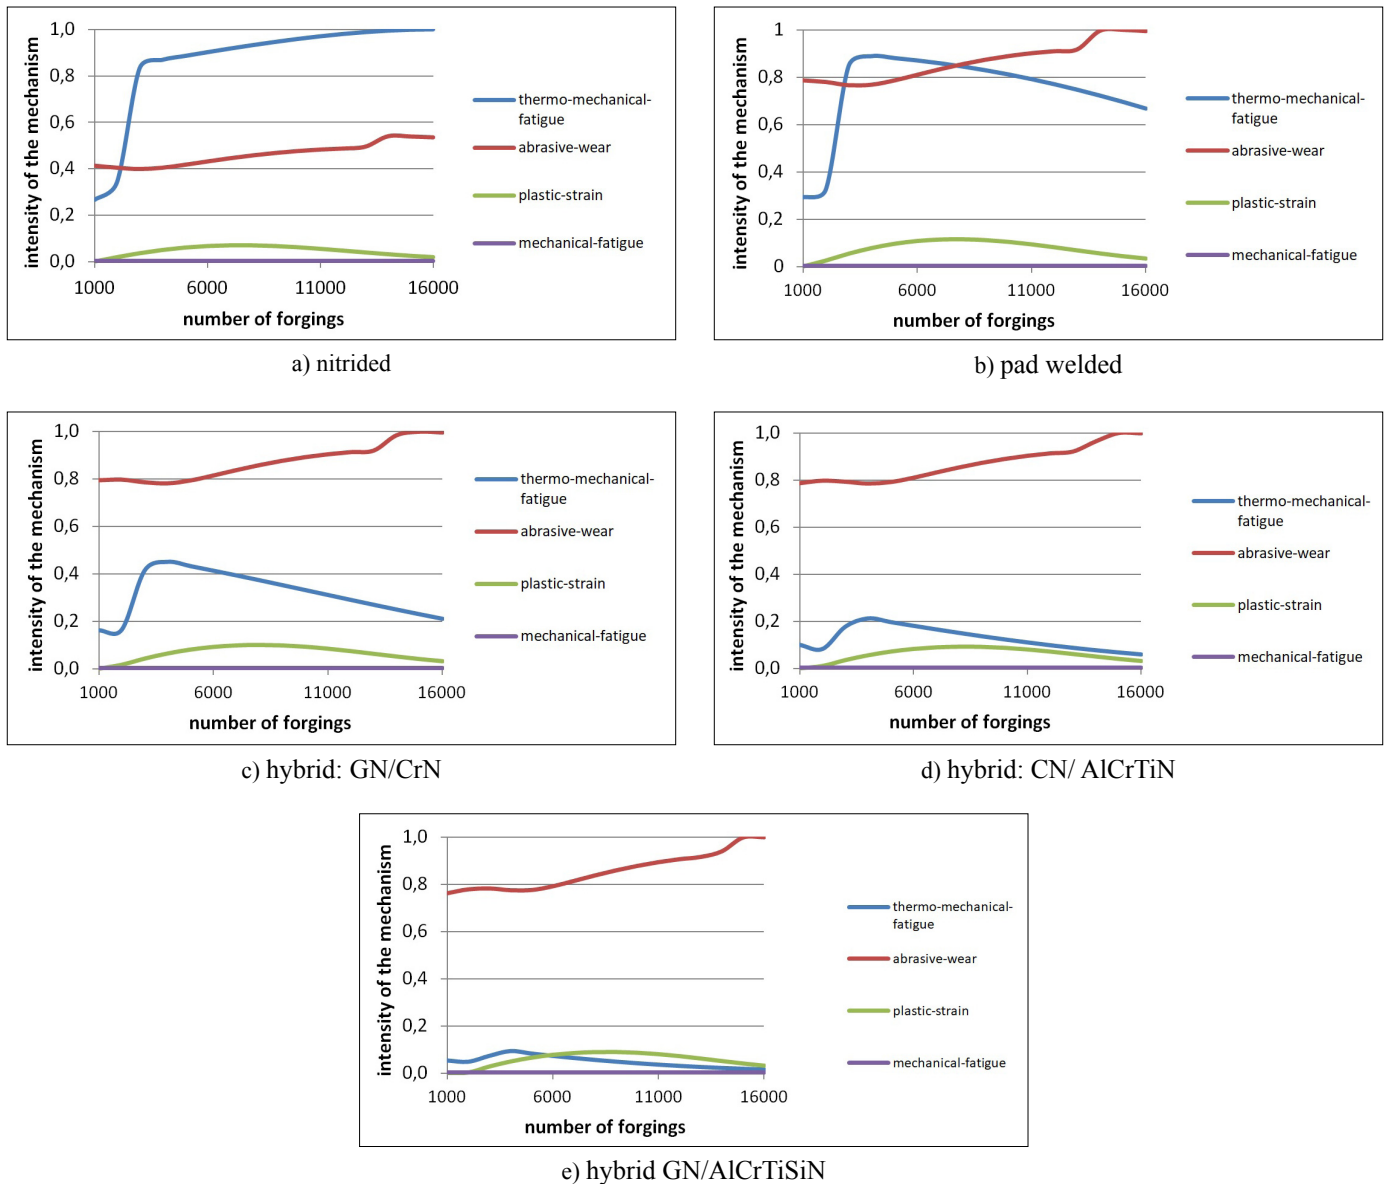 intensity of the mechanism
1,0
0,8
0,6
0,4
0,2
0,0
1000 6000 11000 16000
number of forgings
thermo-mechanical-
fatigue
abrasive-wear
plastic-strain
mechanical-fatigue
a) nitrided
intensity of the mechanism
1
0,8
0,6
0,4
0,2
0
1000 6000 11000 16000
number of forgings
thermo-mechanical-
fatigue
abrasive-wear
plastic-strain
mechanical-fatigue
b) pad welded
intensity of the mechanism
1,0
0,8
0,6
0,4
0,2
0,0
1000 6000 11000 16000
number of forgings
thermo-mechanical-
fatigue
abrasive-wear
plastic-strain
mechanical-fatigue
c) hybrid: GN/CrN
intensity of the mechanism
1,0
0,8
0,6
0,4
0,2
0,0
1000 6000 11000 16000
number of forgings
thermo-mechanical-
fatigue
abrasive-wear
plastic-strain
mechanical-fatigue
d) hybrid: CN/ AlCrTiN
intensity of the mechanism
1,0
0,8
0,6
0,4
0,2
0,0
1000 6000 11000 16000
number of forgings
thermo-mechanical-
fatigue
abrasive-wear
plastic-strain
mechanical-fatigue
e) hybrid GN/AlCrTiSiN